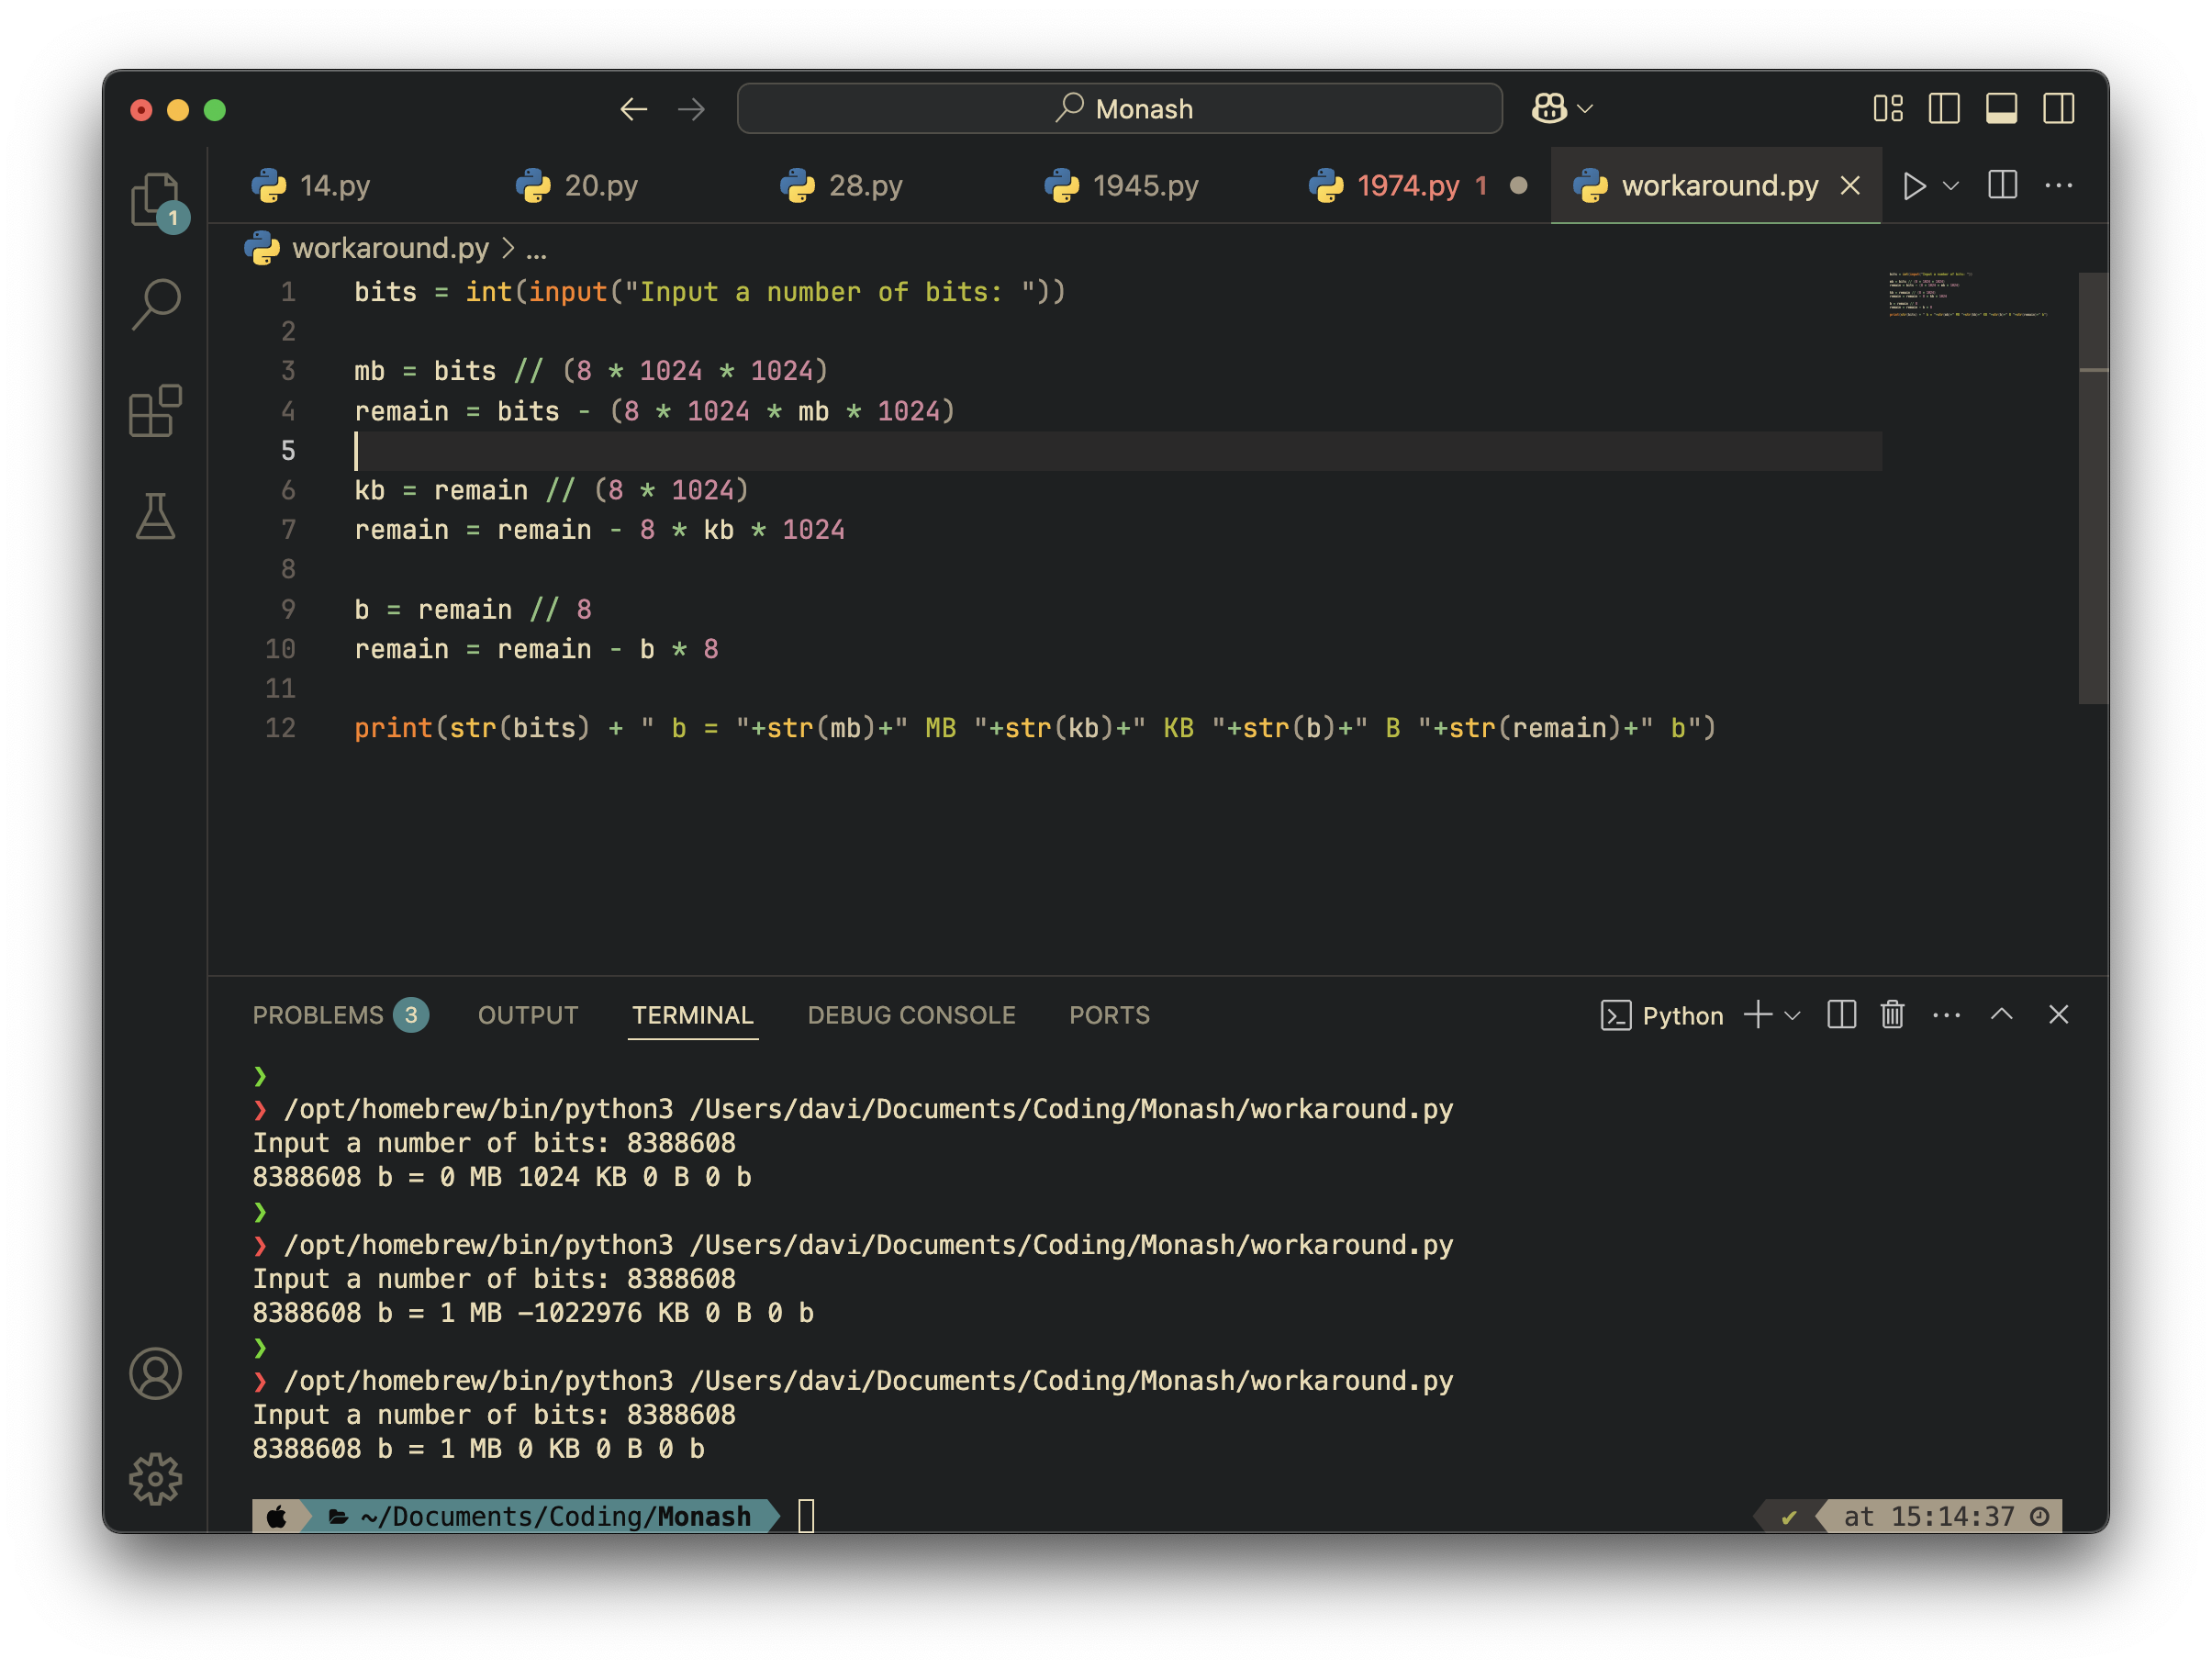 Monash
14.py 20.py 28.py 1945.py 1974.py 1 workaround.py
1
workaround.py > ...
1 bits = int(input("Input a number of bits: "))
2
3 mb = bits // (8 * 1024 * 1024)
4 remain = bits - (8 * 1024 * mb * 1024)
5
6 kb = remain // (8 * 1024)
7 remain = remain - 8 * kb * 1024
8
9 b = remain // 8
10 remain = remain - b * 8
11
12 print(str(bits) + " b = "+str(mb)+" MB "+str(kb)+" KB "+str(b)+" B "+str(remain)+" b")
PROBLEMS 3 OUTPUT TERMINAL DEBUG CONSOLE PORTS Python
❯
❯ /opt/homebrew/bin/python3 /Users/davi/Documents/Coding/Monash/workaround.py
Input a number of bits: 8388608
8388608 b = 0 MB 1024 KB 0 B 0 b
❯
❯ /opt/homebrew/bin/python3 /Users/davi/Documents/Coding/Monash/workaround.py
Input a number of bits: 8388608
8388608 b = 1 MB -1022976 KB 0 B 0 b
❯
❯ /opt/homebrew/bin/python3 /Users/davi/Documents/Coding/Monash/workaround.py
Input a number of bits: 8388608
8388608 b = 1 MB 0 KB 0 B 0 b
~/Documents/Coding/Monash ✔ at 15:14:37